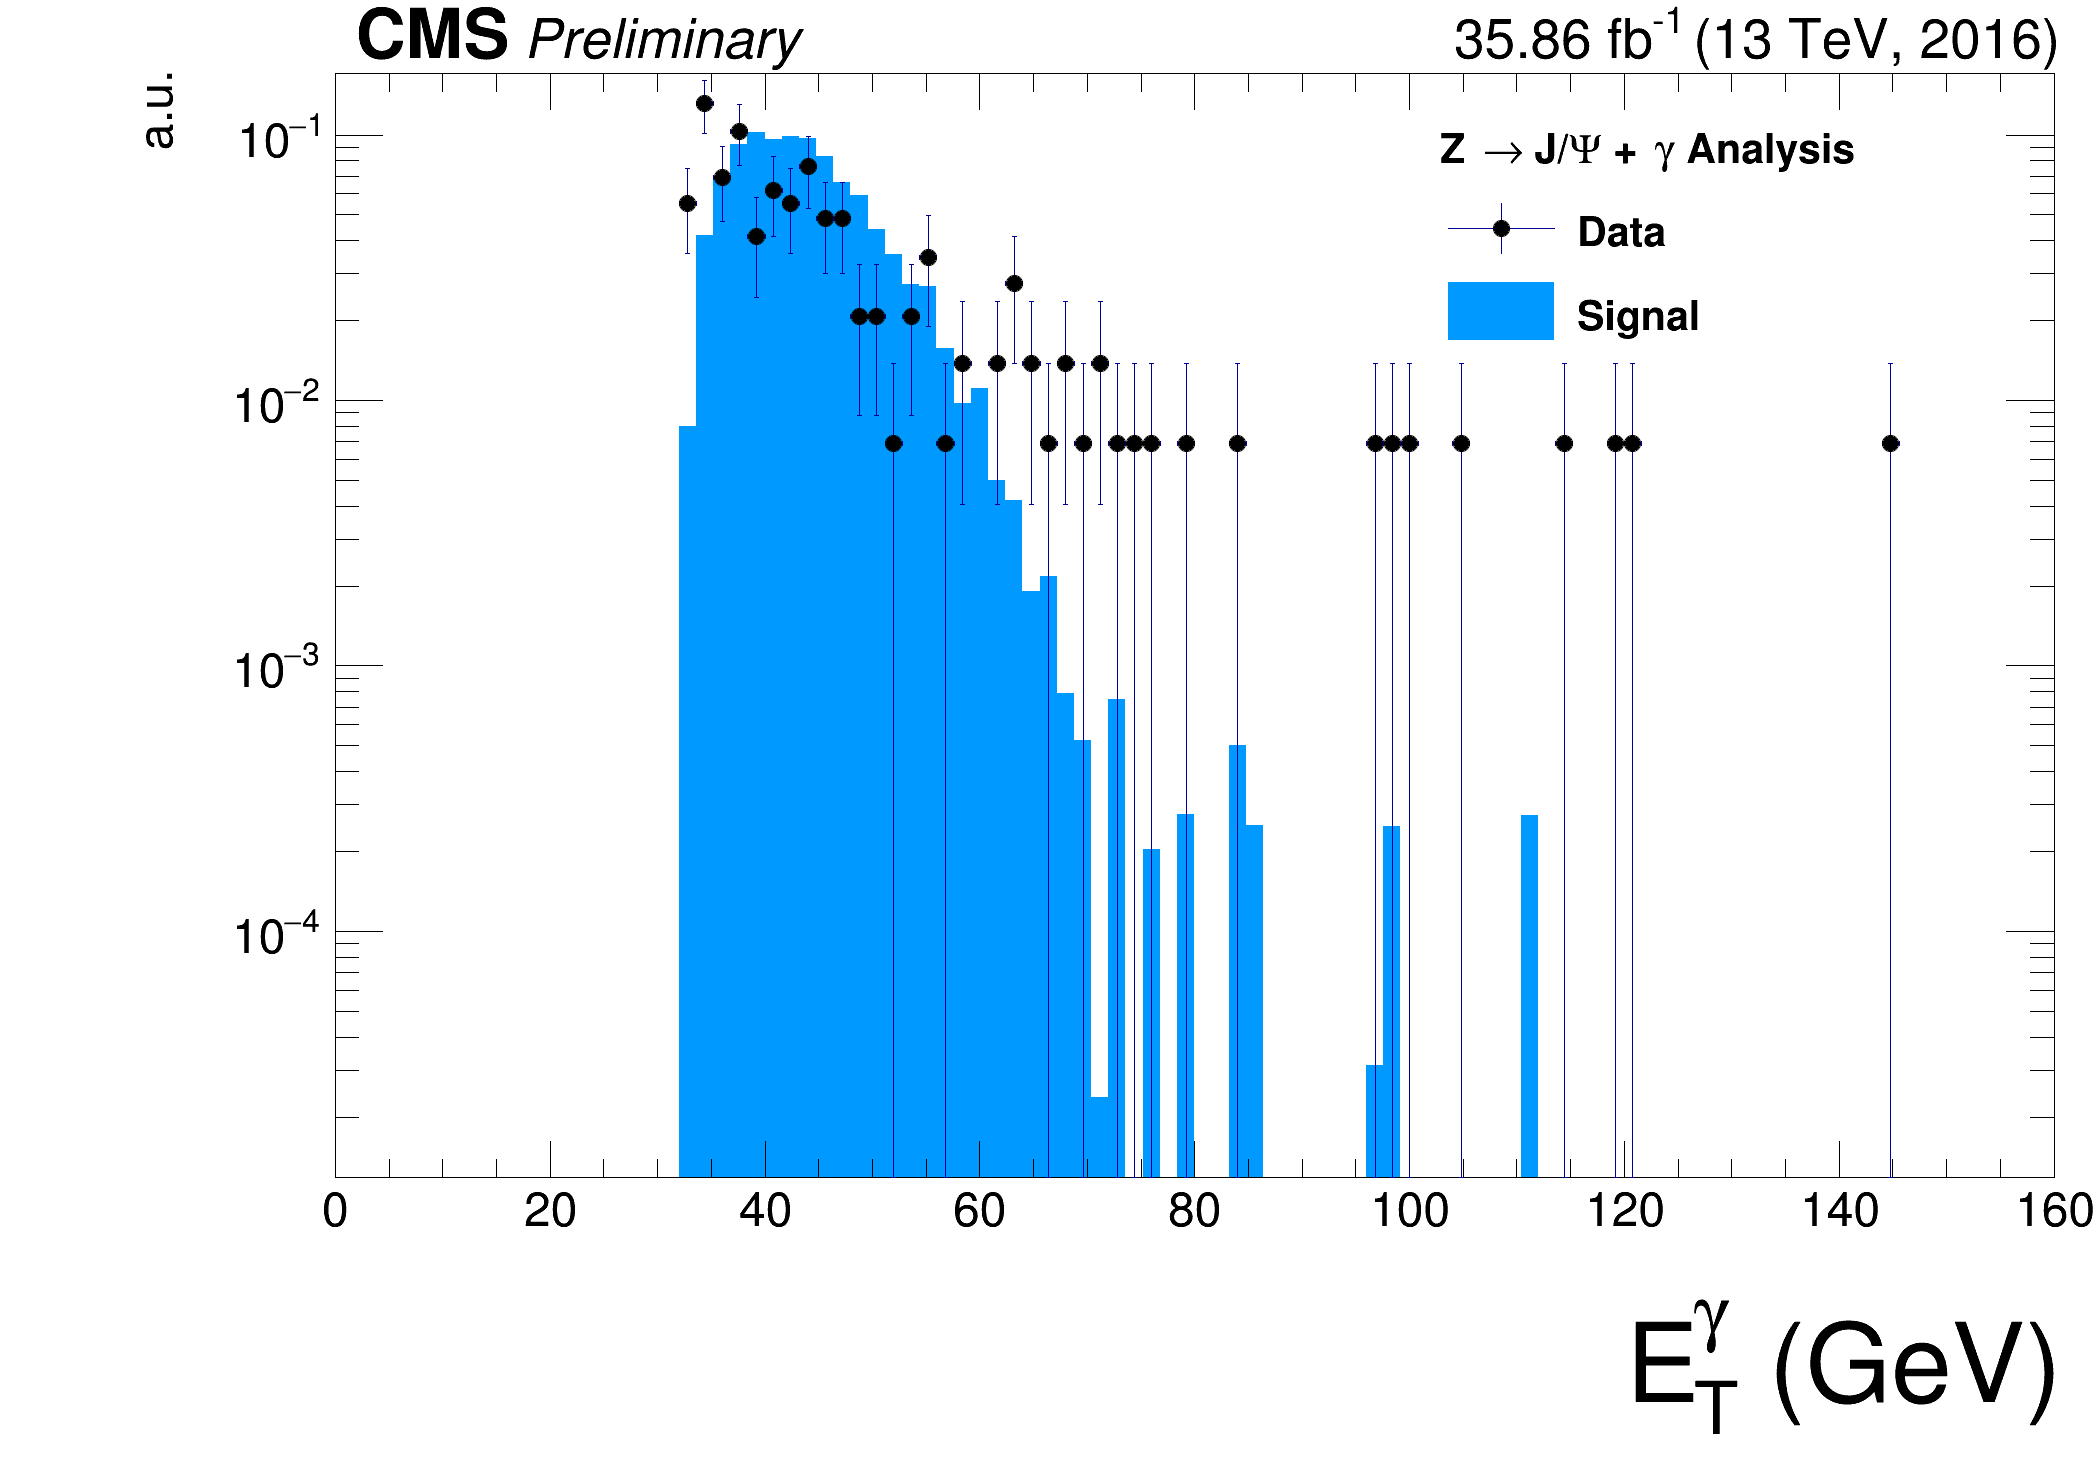 CMS Preliminary 35.86 fb⁻¹ (13 TeV, 2016)
a.u.
10⁻¹
10⁻²
10⁻³
10⁻⁴
Z → J/Ψ + γ Analysis
Data
Signal
0 20 40 60 80 100 120 140 160
E_T^γ (GeV)